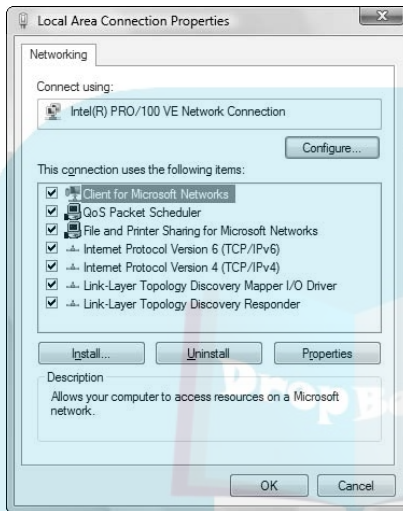 Local Area Connection Properties
Networking
Connect using:
Intel(R) PRO/100 VE Network Connection
Configure...
This connection uses the following items:
Client for Microsoft Networks
QoS Packet Scheduler
File and Printer Sharing for Microsoft Networks
Internet Protocol Version 6 (TCP/IPv6)
Internet Protocol Version 4 (TCP/IPv4)
Link-Layer Topology Discovery Mapper I/O Driver
Link-Layer Topology Discovery Responder
Install...
Uninstall
Properties
Description
Allows your computer to access resources on a Microsoft
network.
OK
Cancel